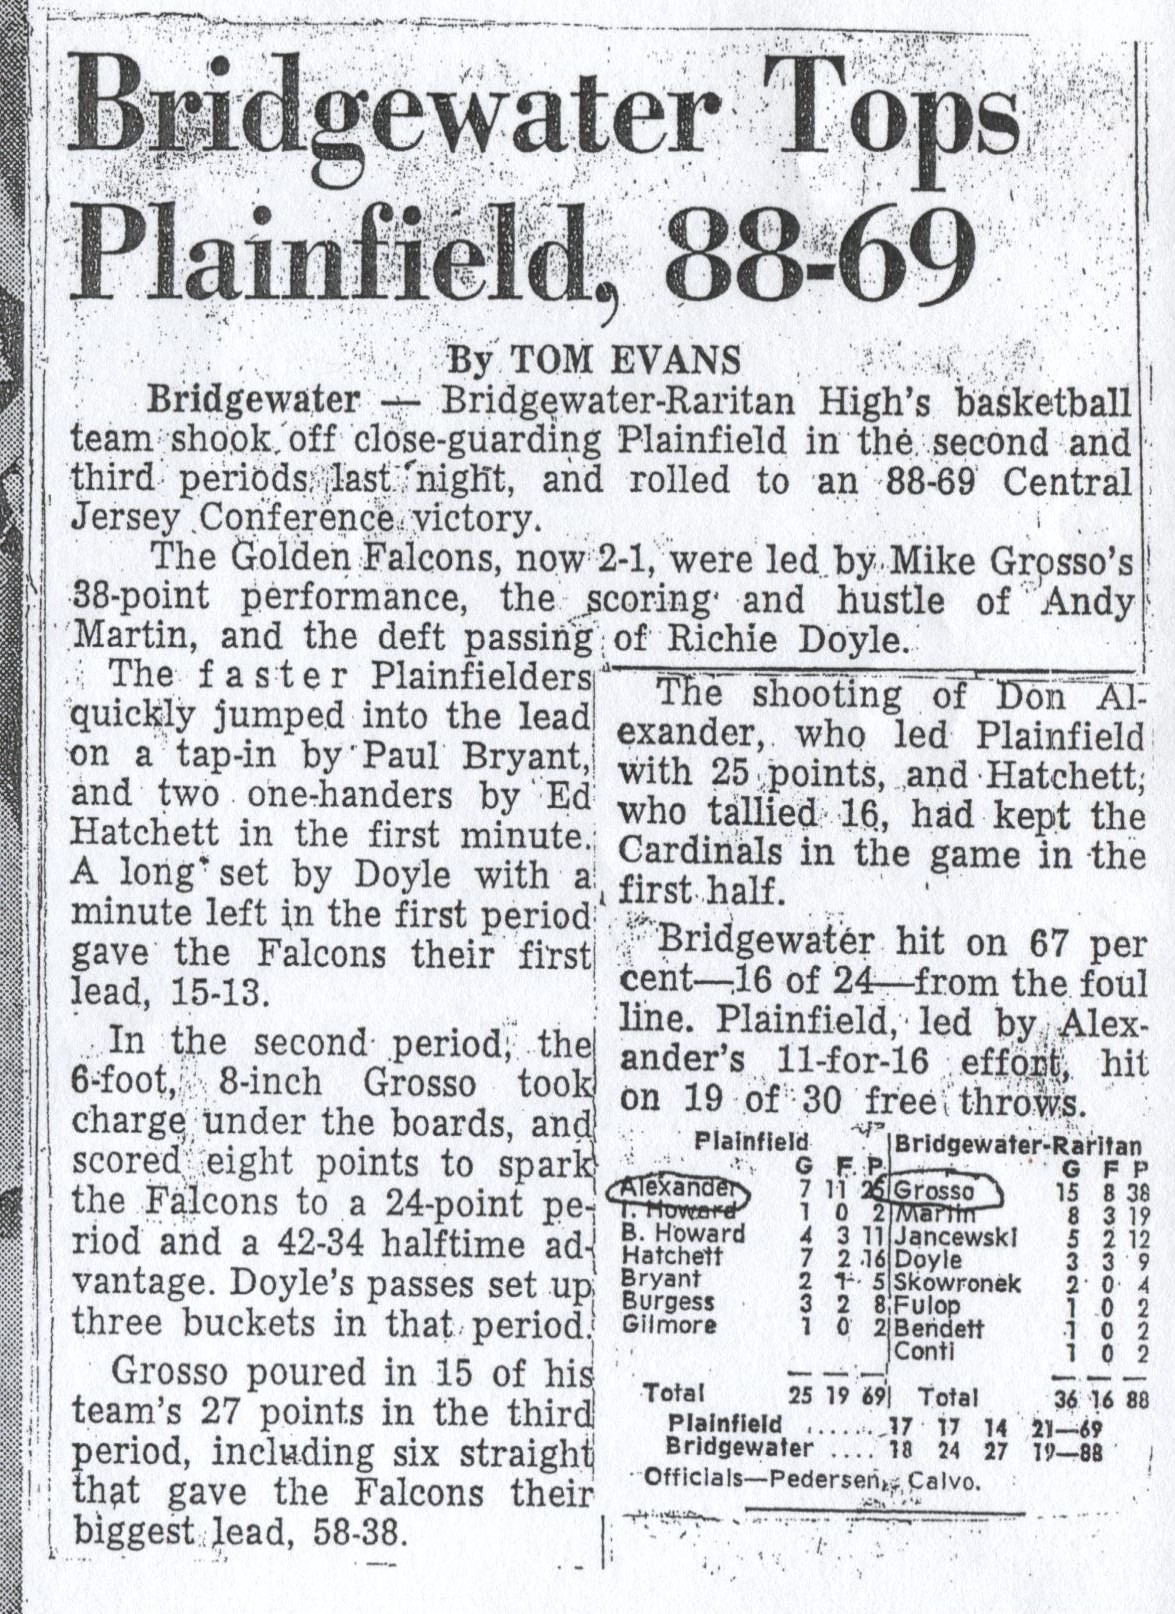 Bridgewater Tops
Plainfield, 88-69
By TOM EVANS
Bridgewater — Bridgewater-Raritan High's basketball
team shook off close-guarding Plainfield in the second and
third periods last night, and rolled to an 88-69 Central
Jersey Conference victory.
The Golden Falcons, now 2-1, were led by Mike Grosso's
38-point performance, the scoring and hustle of Andy
Martin, and the deft passing of Richie Doyle.
The faster Plainfielders
quickly jumped into the lead
on a tap-in by Paul Bryant,
and two one-handers by Ed
Hatchett in the first minute.
A long set by Doyle with a
minute left in the first period
gave the Falcons their first
lead, 15-13.
In the second period, the
6-foot, 8-inch Grosso took
charge under the boards, and
scored eight points to spark
the Falcons to a 24-point pe-
riod and a 42-34 halftime ad-
vantage. Doyle's passes set up
three buckets in that period.
Grosso poured in 15 of his
team's 27 points in the third
period, including six straight
that gave the Falcons their
biggest lead, 58-38.
The shooting of Don Al-
exander, who led Plainfield
with 25 points, and Hatchett,
who tallied 16, had kept the
Cardinals in the game in the
first half.
Bridgewater hit on 67 per
cent—16 of 24—from the foul
line. Plainfield, led by Alex-
ander's 11-for-16 effort, hit
on 19 of 30 free throws.
Plainfield
G F P
Alexander 7 11 25
Howard 1 0 2
B. Howard 4 3 11
Hatchett 7 2 16
Bryant 2 1 5
Burgess 3 2 8
Gilmore 1 0 2
Total 25 19 69
Bridgewater-Raritan
G F P
Grosso 15 8 38
Martin 8 3 19
Jancewski 5 2 12
Doyle 3 3 9
Skowronek 2 0 4
Fulop 1 0 2
Bendett 1 0 2
Conti 1 0 2
Total 36 16 88
Plainfield ...... 17 17 14 21—69
Bridgewater .... 18 24 27 19—88
Officials—Pedersen, Calvo.